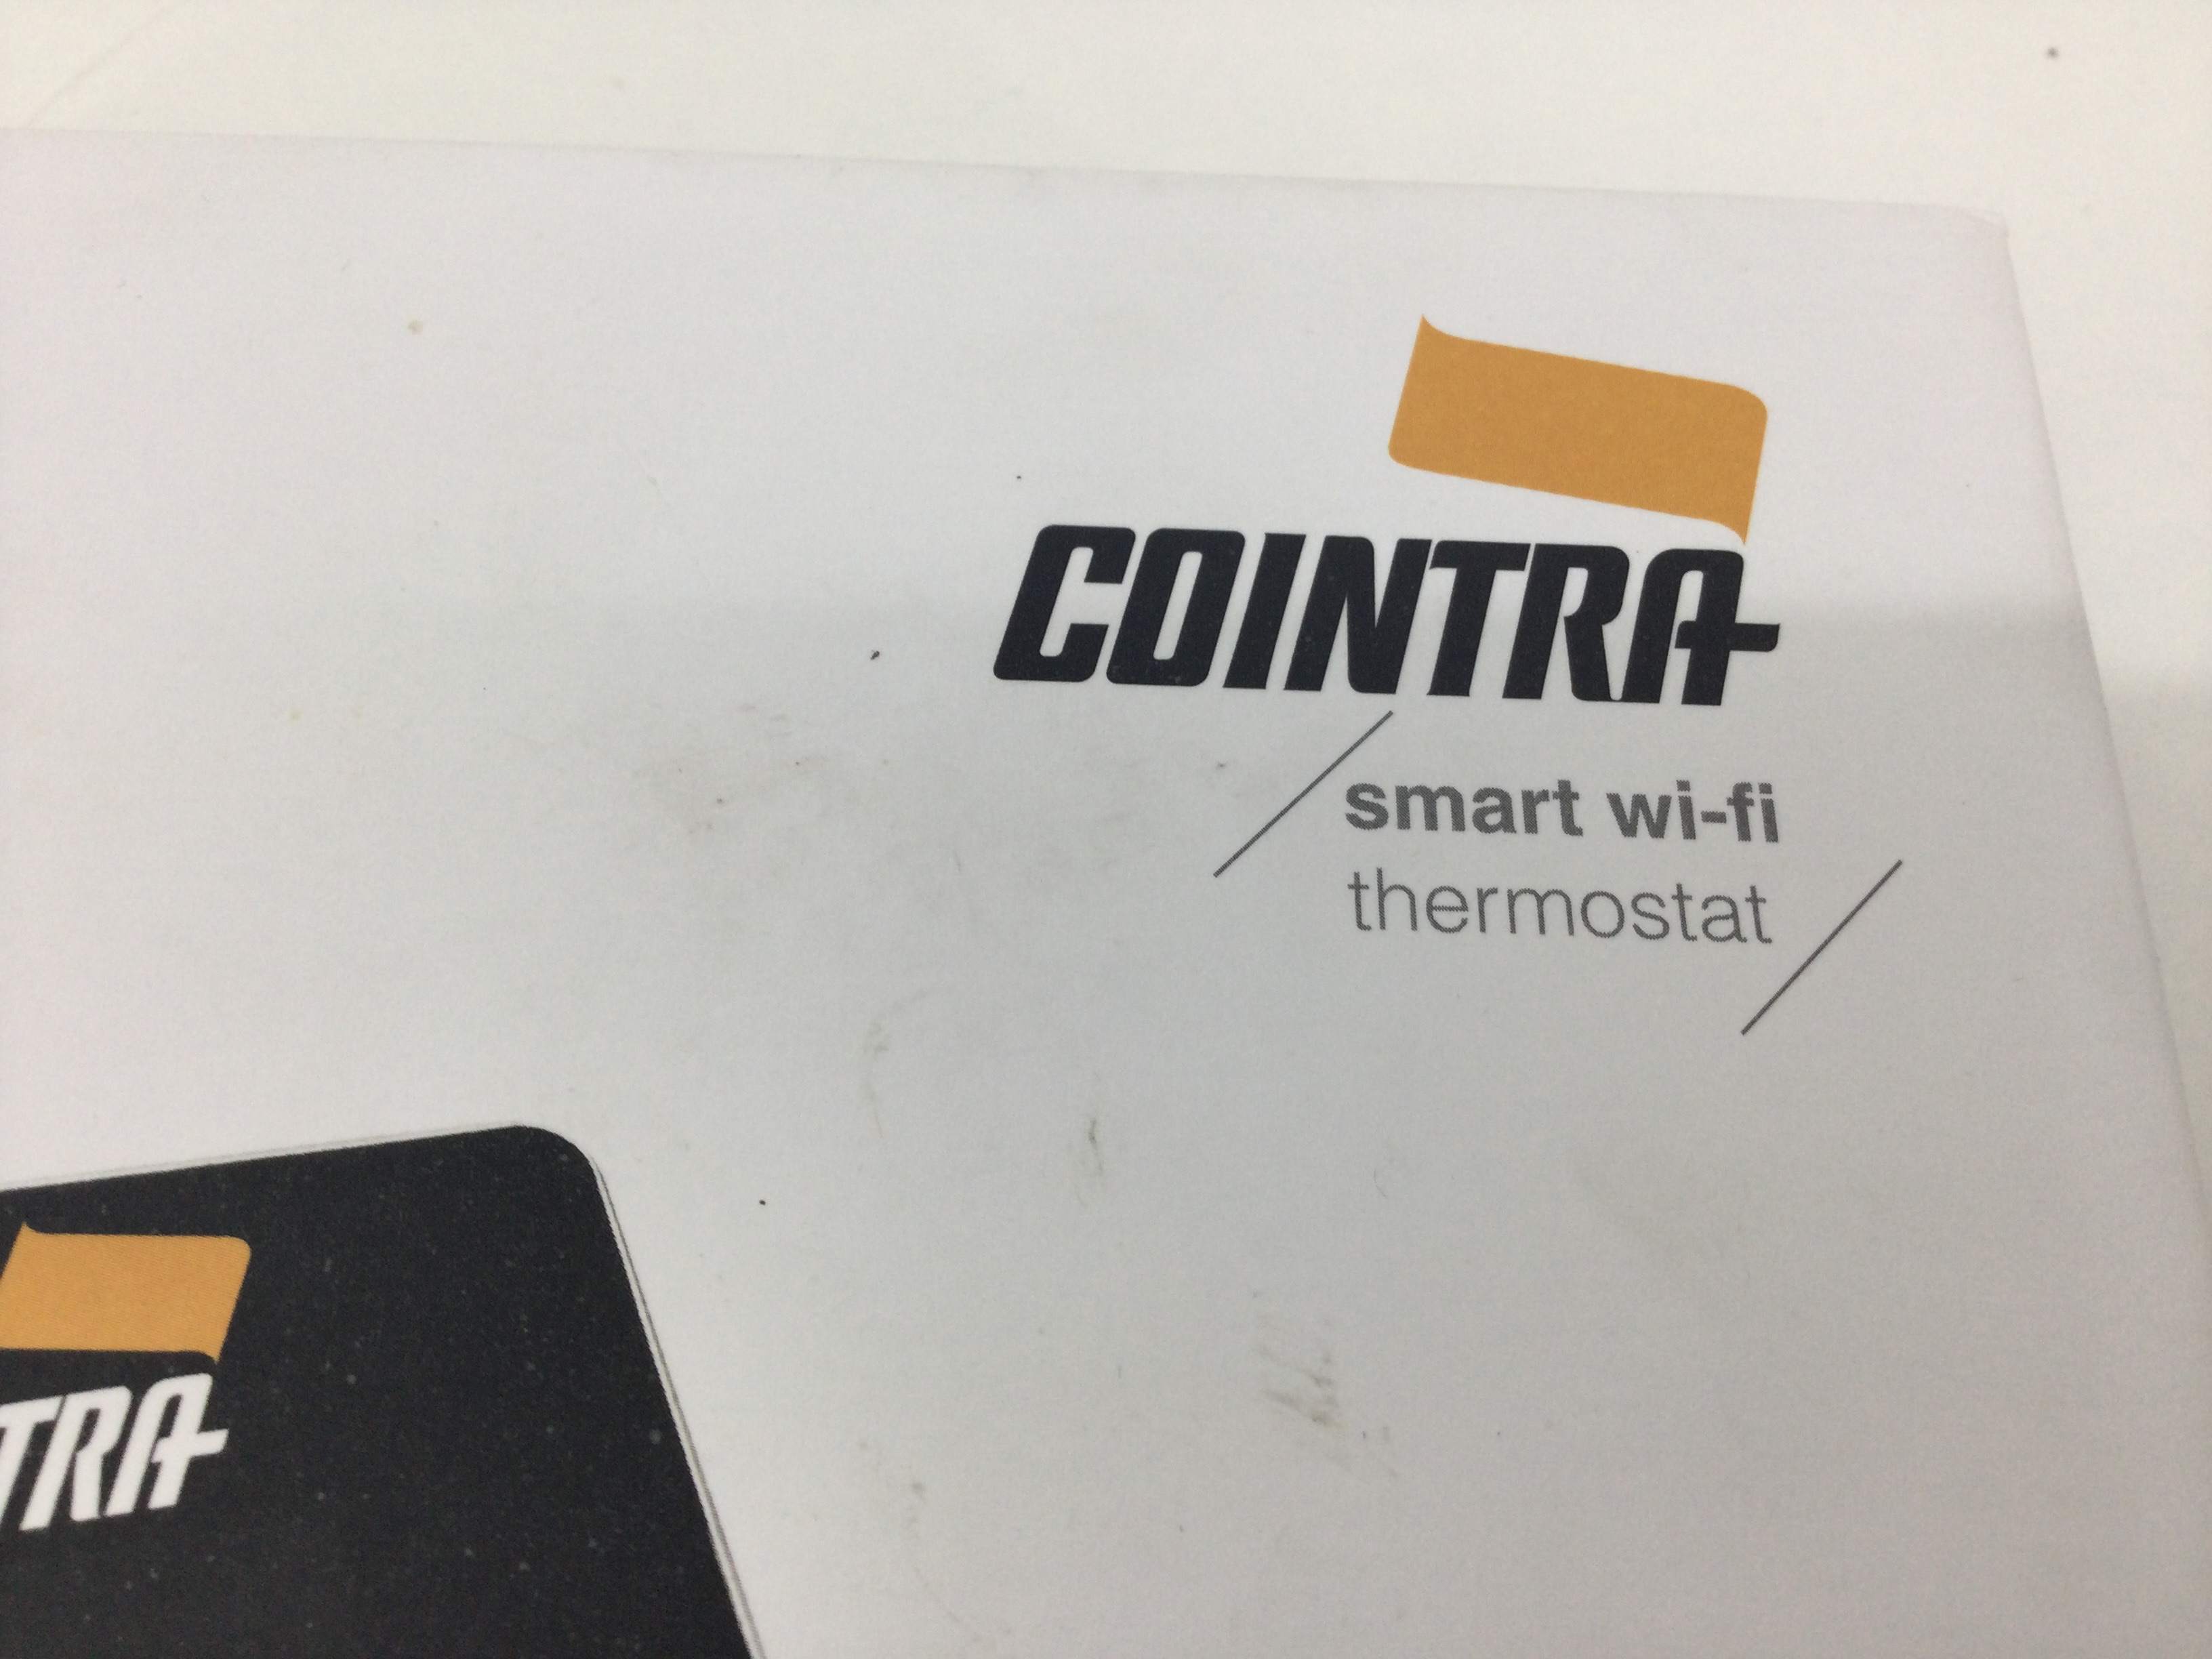 COINTRA
smart wi-fi
thermostat
TRA